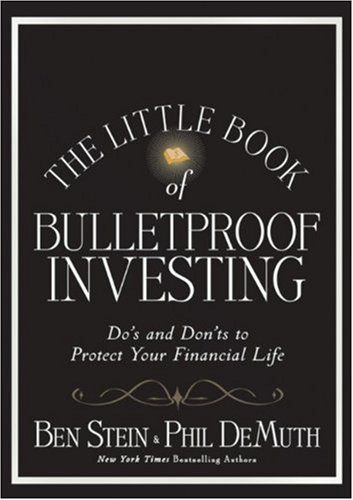 THE LITTLE BOOK
of
BULLETPROOF
INVESTING
Do's and Don'ts to
Protect Your Financial Life
BEN STEIN & PHIL DEMUTH
New York Times Bestselling Authors